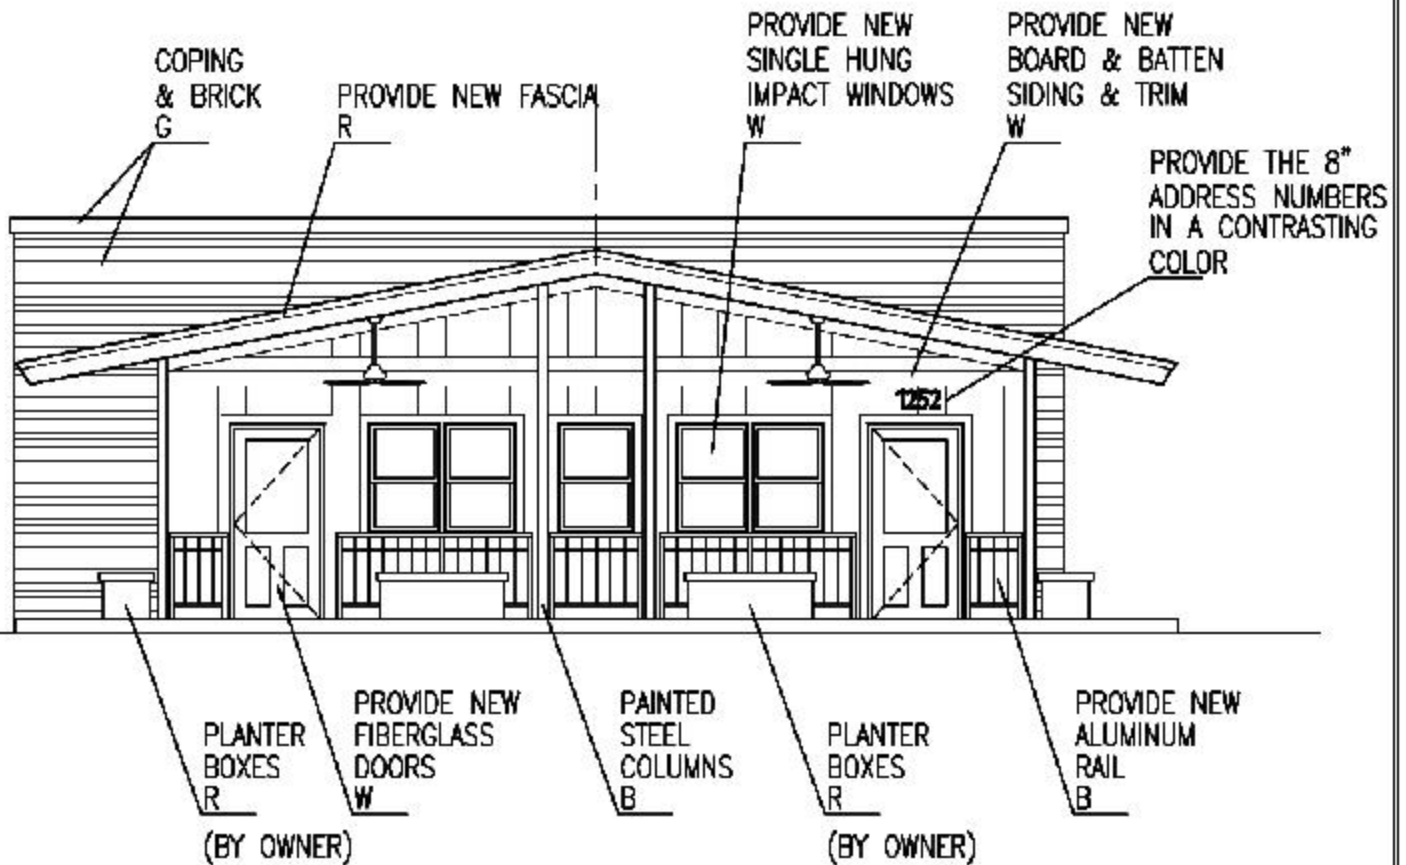 COPING
& BRICK
G
PROVIDE NEW FASCIA
R
PROVIDE NEW
SINGLE HUNG
IMPACT WINDOWS
W
PROVIDE NEW
BOARD & BATTEN
SIDING & TRIM
W
PROVIDE THE 8"
ADDRESS NUMBERS
IN A CONTRASTING
COLOR
1252
PLANTER
BOXES
R
(BY OWNER)
PROVIDE NEW
FIBERGLASS
DOORS
W
PAINTED
STEEL
COLUMNS
B
PLANTER
BOXES
R
(BY OWNER)
PROVIDE NEW
ALUMINUM
RAIL
B